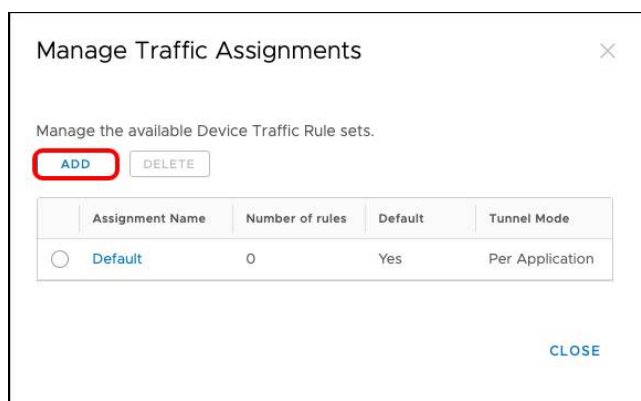 Manage Traffic Assignments
Manage the available Device Traffic Rule sets.
ADD DELETE
Assignment Name Number of rules Default Tunnel Mode
Default 0 Yes Per Application
CLOSE